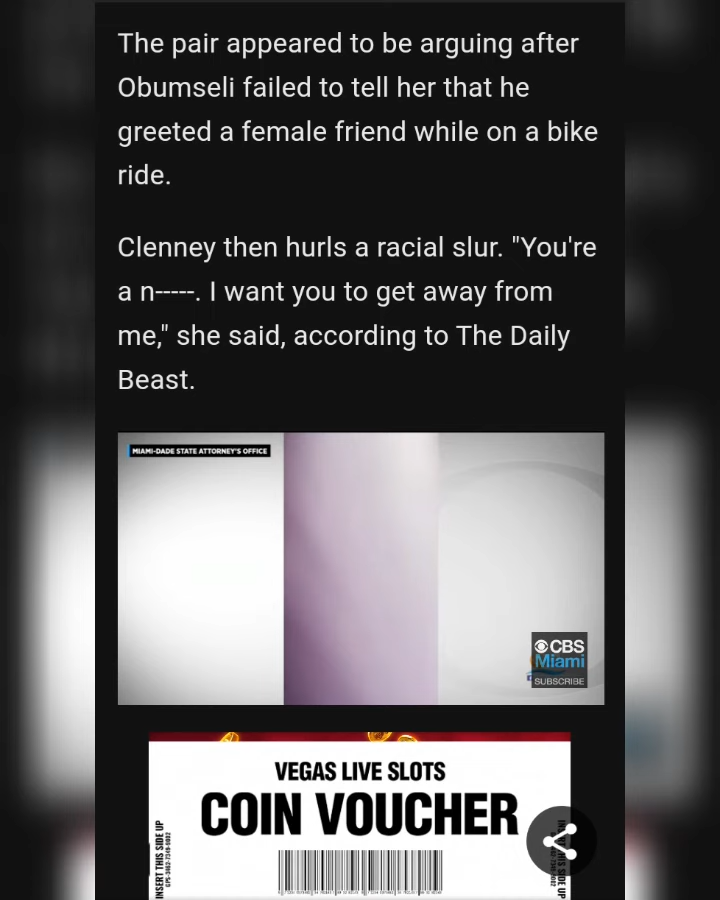 The pair appeared to be arguing after
Obumseli failed to tell her that he
greeted a female friend while on a bike
ride.
Clenney then hurls a racial slur. "You're
a n-----. I want you to get away from
me," she said, according to The Daily
Beast.
MIAMI-DADE STATE ATTORNEY'S OFFICE
CBS
Miami
SUBSCRIBE
VEGAS LIVE SLOTS
COIN VOUCHER
INSERT THIS SIDE UP